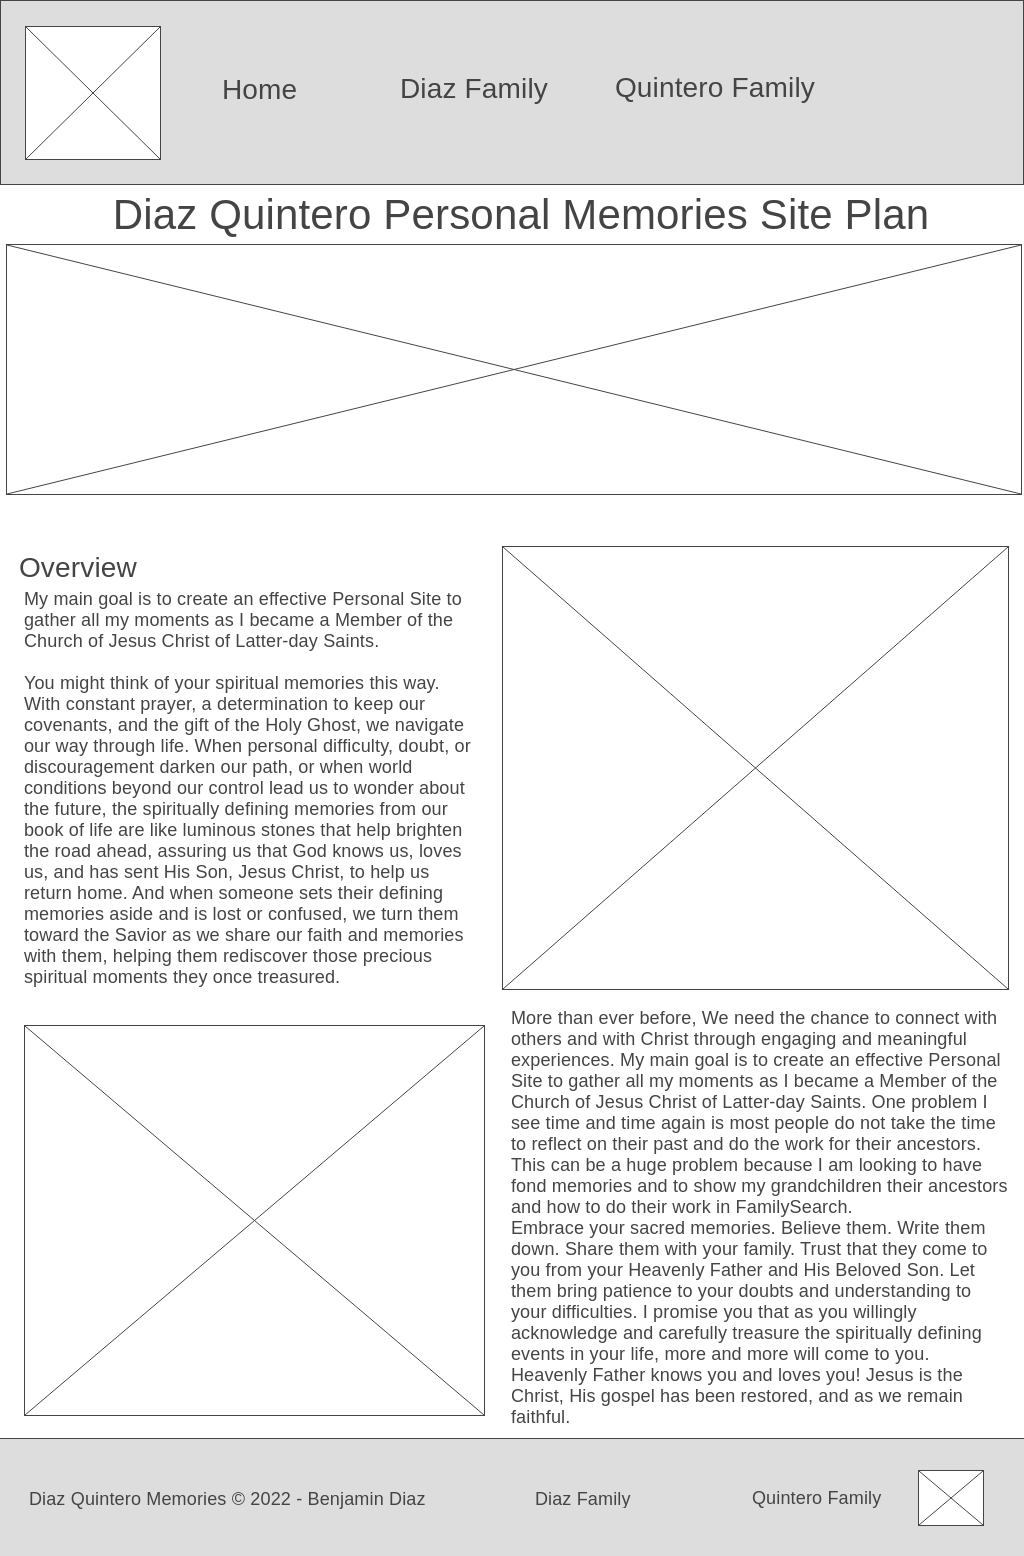 Home
Diaz Family
Quintero Family
Diaz Quintero Personal Memories Site Plan
Overview
My main goal is to create an effective Personal Site to
gather all my moments as I became a Member of the
Church of Jesus Christ of Latter-day Saints.
You might think of your spiritual memories this way.
With constant prayer, a determination to keep our
covenants, and the gift of the Holy Ghost, we navigate
our way through life. When personal difficulty, doubt, or
discouragement darken our path, or when world
conditions beyond our control lead us to wonder about
the future, the spiritually defining memories from our
book of life are like luminous stones that help brighten
the road ahead, assuring us that God knows us, loves
us, and has sent His Son, Jesus Christ, to help us
return home. And when someone sets their defining
memories aside and is lost or confused, we turn them
toward the Savior as we share our faith and memories
with them, helping them rediscover those precious
spiritual moments they once treasured.
More than ever before, We need the chance to connect with
others and with Christ through engaging and meaningful
experiences. My main goal is to create an effective Personal
Site to gather all my moments as I became a Member of the
Church of Jesus Christ of Latter-day Saints. One problem I
see time and time again is most people do not take the time
to reflect on their past and do the work for their ancestors.
This can be a huge problem because I am looking to have
fond memories and to show my grandchildren their ancestors
and how to do their work in FamilySearch.
Embrace your sacred memories. Believe them. Write them
down. Share them with your family. Trust that they come to
you from your Heavenly Father and His Beloved Son. Let
them bring patience to your doubts and understanding to
your difficulties. I promise you that as you willingly
acknowledge and carefully treasure the spiritually defining
events in your life, more and more will come to you.
Heavenly Father knows you and loves you! Jesus is the
Christ, His gospel has been restored, and as we remain
faithful.
Diaz Quintero Memories © 2022 - Benjamin Diaz
Diaz Family
Quintero Family